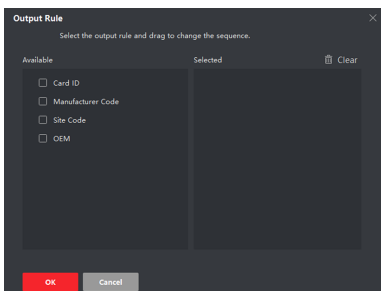 Output Rule
Select the output rule and drag to change the sequence.
Available
Selected
Clear
Card ID
Manufacturer Code
Site Code
OEM
OK
Cancel